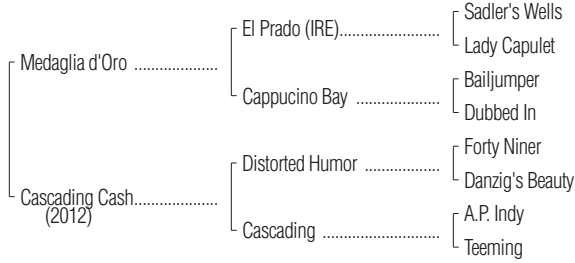 Sadler's Wells
El Prado (IRE)....................
Lady Capulet
Medaglia d'Oro ....................
Bailjumper
Cappucino Bay ....................
Dubbed In
Forty Niner
Distorted Humor ..................
Danzig's Beauty
Cascading Cash....................
(2012)
A.P. Indy
Cascading ............................
Teeming